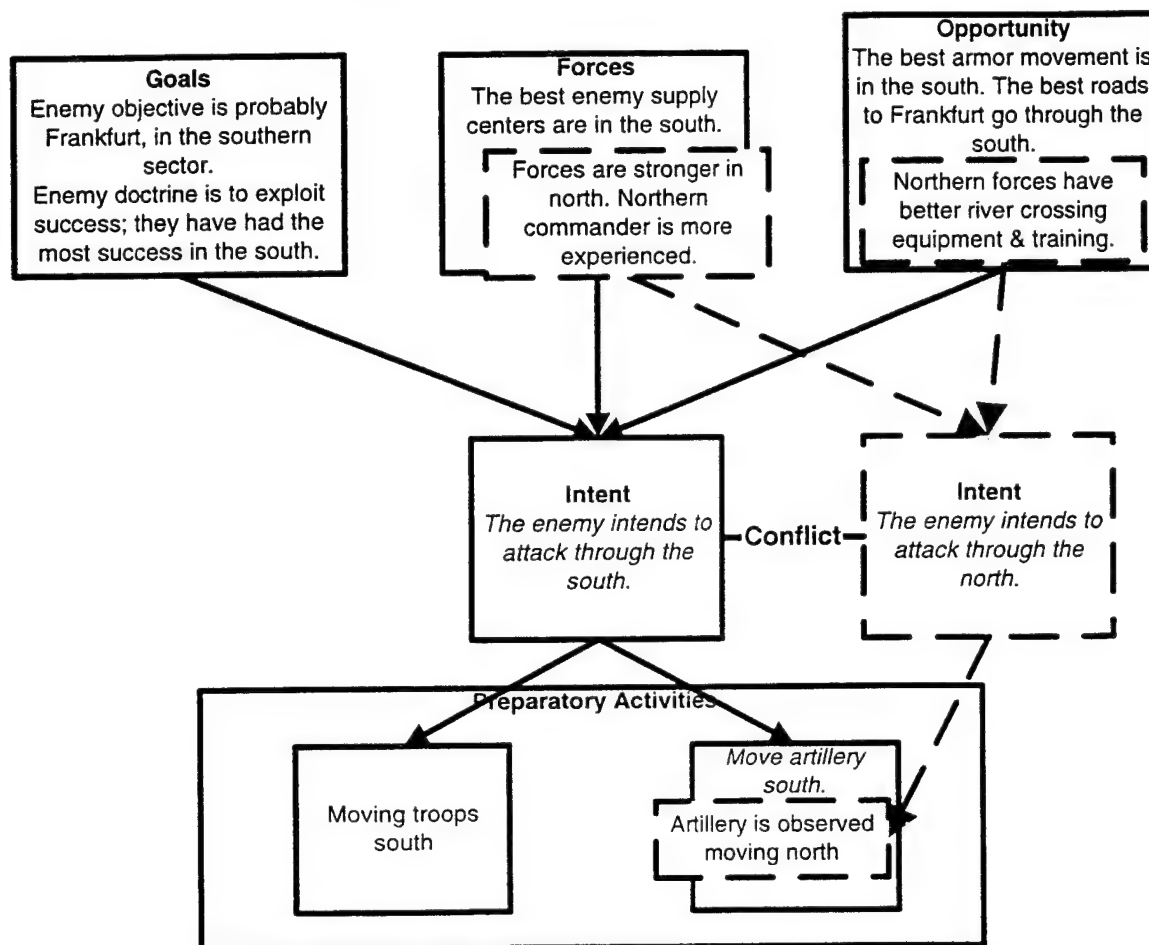 Goals
Enemy objective is probably
Frankfurt, in the southern
sector.
Enemy doctrine is to exploit
success; they have had the
most success in the south.
Forces
The best enemy supply
centers are in the south.
Forces are stronger in
north. Northern
commander is more
experienced.
Opportunity
The best armor movement is
in the south. The best roads
to Frankfurt go through the
south.
Northern forces have
better river crossing
equipment & training.
Intent
The enemy intends to
attack through the
south.
Conflict
Intent
The enemy intends to
attack through the
north.
Preparatory Activities
Moving troops
south
Move artillery
south.
Artillery is observed
moving north